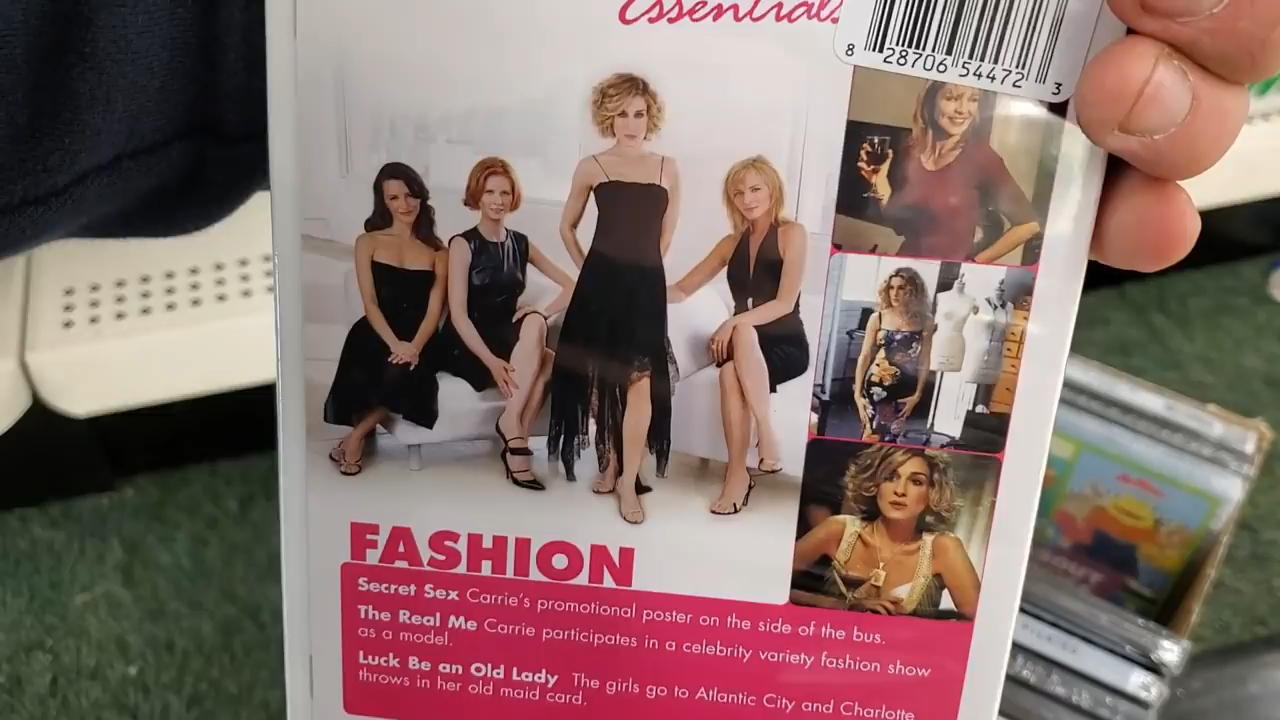 Essentials
8 28706 54472 3
FASHION
Secret Sex Carrie's promotional poster on the side of the bus.
The Real Me Carrie participates in a celebrity variety fashion show
as a model.
Luck Be an Old Lady The girls go to Atlantic City and Charlotte
throws in her old maid card.